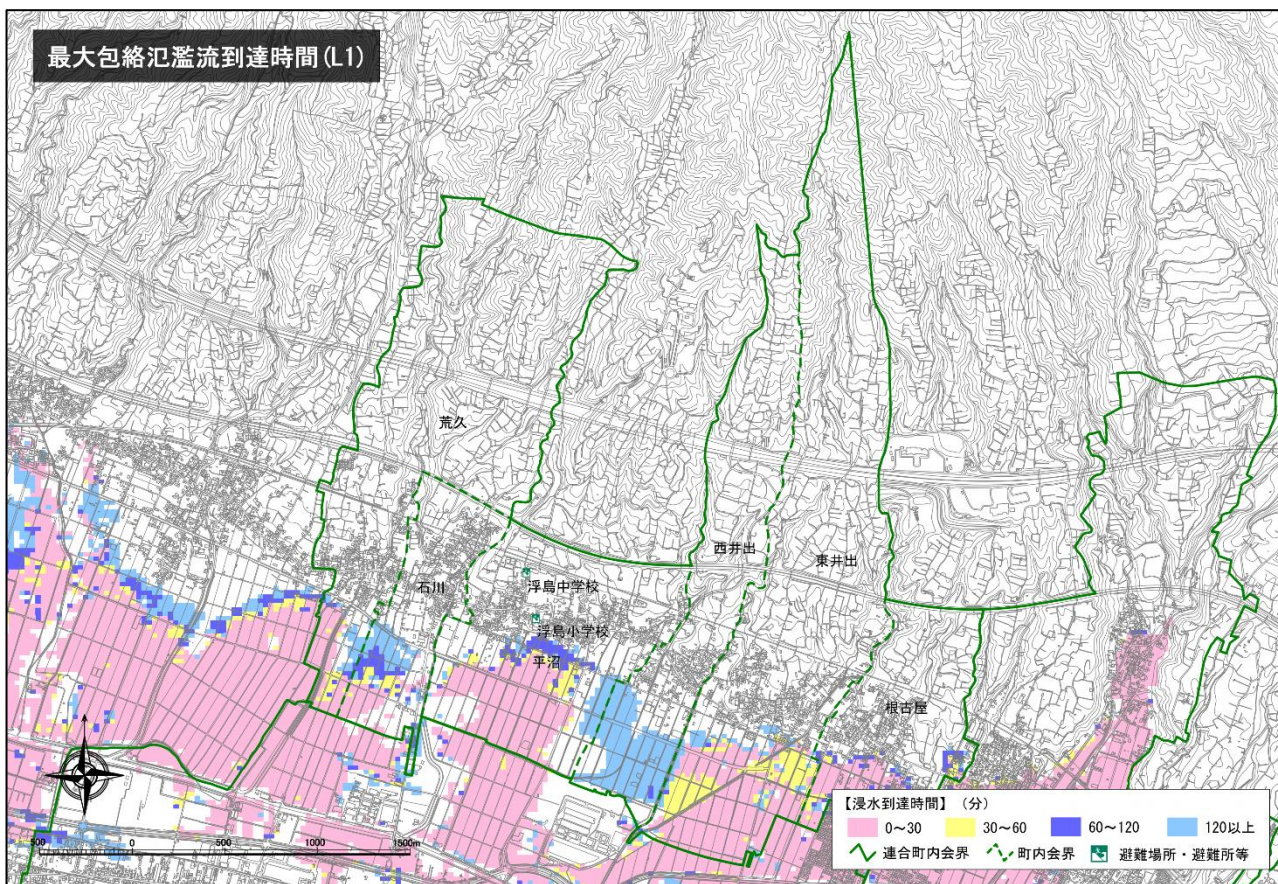 最大包絡氾濫流到達時間(L1)
荒久
西井出
東井出
石川
浮島中学校
浮島小学校
平沼
根古屋
500 0 500 1000 1500m
【浸水到達時間】（分）
0～30 30～60 60～120 120以上
連合町内会界 町内会界 避難場所・避難所等